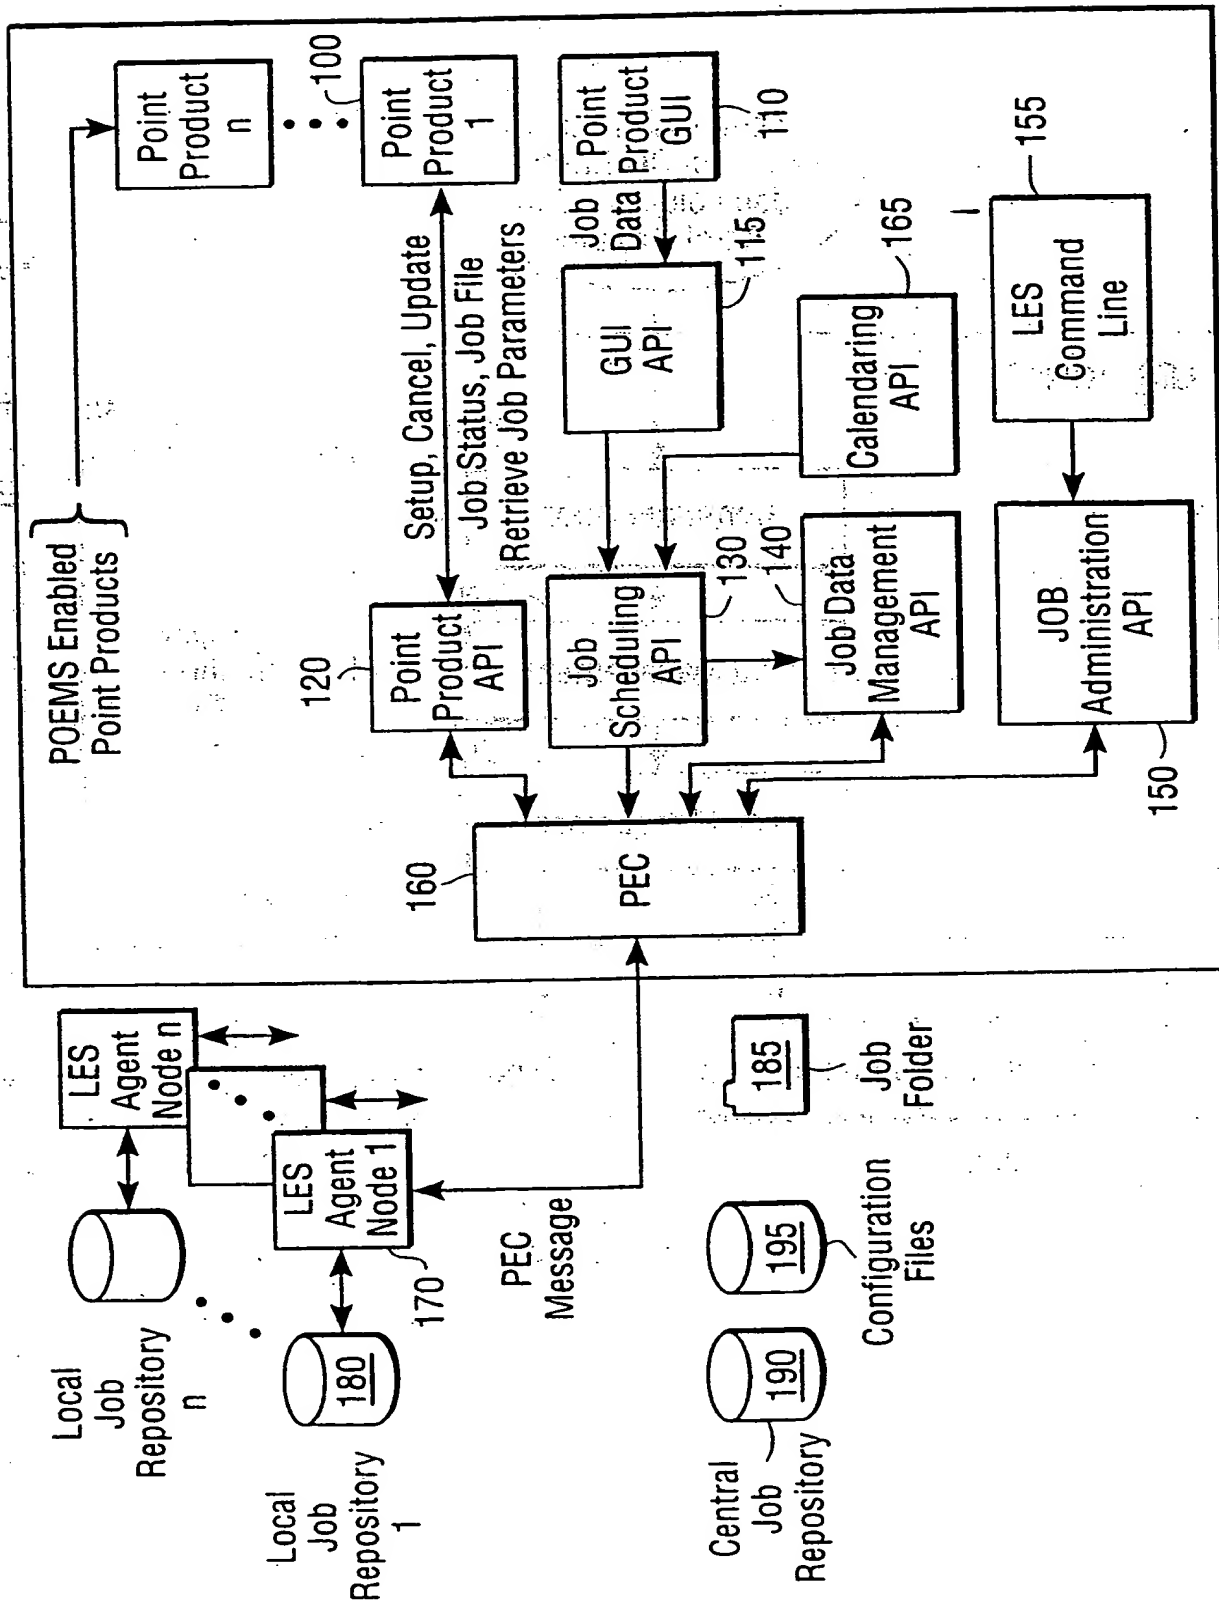 POEMS Enabled
Point Products
Point
Product
n
100
Point
Product
1
Setup, Cancel, Update
Job Status, Job File
Retrieve Job Parameters
120
Point
Product
API
Point
Product
GUI
110
Job
Data
GUI
API
115
Job
Scheduling
API
130
Calendaring
API
165
140
Job Data
Management
API
LES
Command
Line
155
JOB
Administration
API
150
160
PEC
LES
Agent
Node n
LES
Agent
Node 1
170
PEC
Message
Local
Job
Repository
n
180
Local
Job
Repository
1
185
Job
Folder
195
Configuration
Files
190
Central
Job
Repository